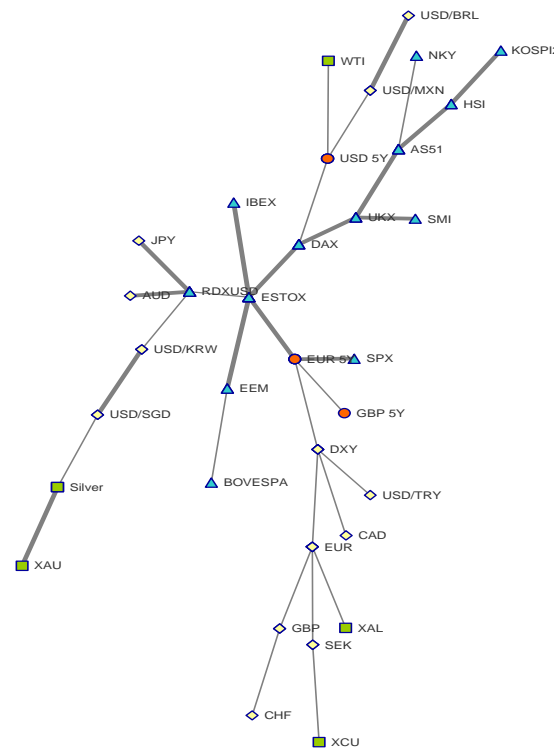 USD/BRL
NKY
KOSPI
WTI
USD/MXN
HSI
AS51
USD 5Y
IBEX
UKX
SMI
JPY
DAX
RDXUSD
AUD
ESTOX
USD/KRW
EUR 5Y
SPX
EEM
USD/SGD
GBP 5Y
DXY
BOVESPA
Silver
USD/TRY
CAD
EUR
XAU
GBP
XAL
SEK
CHF
XCU